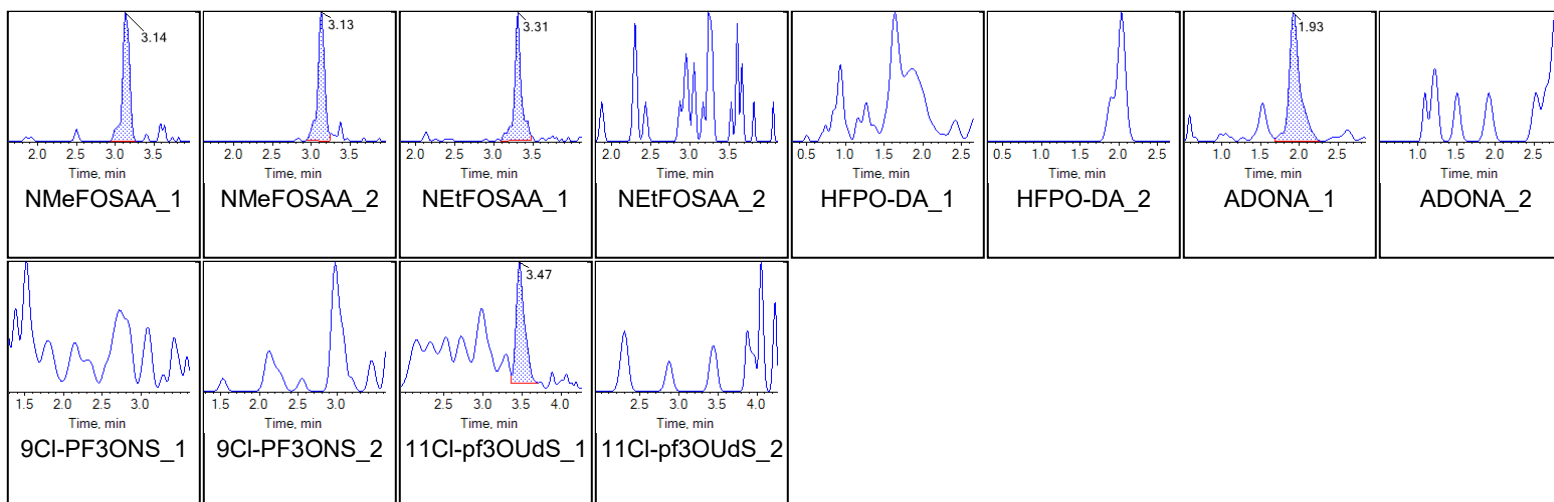 3.14
2.0 2.5 3.0 3.5
Time, min
NMeFOSAA_1
3.13
2.0 2.5 3.0 3.5
Time, min
NMeFOSAA_2
3.31
2.0 2.5 3.0 3.5
Time, min
NEtFOSAA_1
2.0 2.5 3.0 3.5
Time, min
NEtFOSAA_2
0.5 1.0 1.5 2.0 2.5
Time, min
HFPO-DA_1
0.5 1.0 1.5 2.0 2.5
Time, min
HFPO-DA_2
1.93
1.0 1.5 2.0 2.5
Time, min
ADONA_1
1.0 1.5 2.0 2.5
Time, min
ADONA_2
1.5 2.0 2.5 3.0
Time, min
9Cl-PF3ONS_1
1.5 2.0 2.5 3.0
Time, min
9Cl-PF3ONS_2
3.47
2.5 3.0 3.5 4.0
Time, min
11Cl-pf3OUdS_1
2.5 3.0 3.5 4.0
Time, min
11Cl-pf3OUdS_2